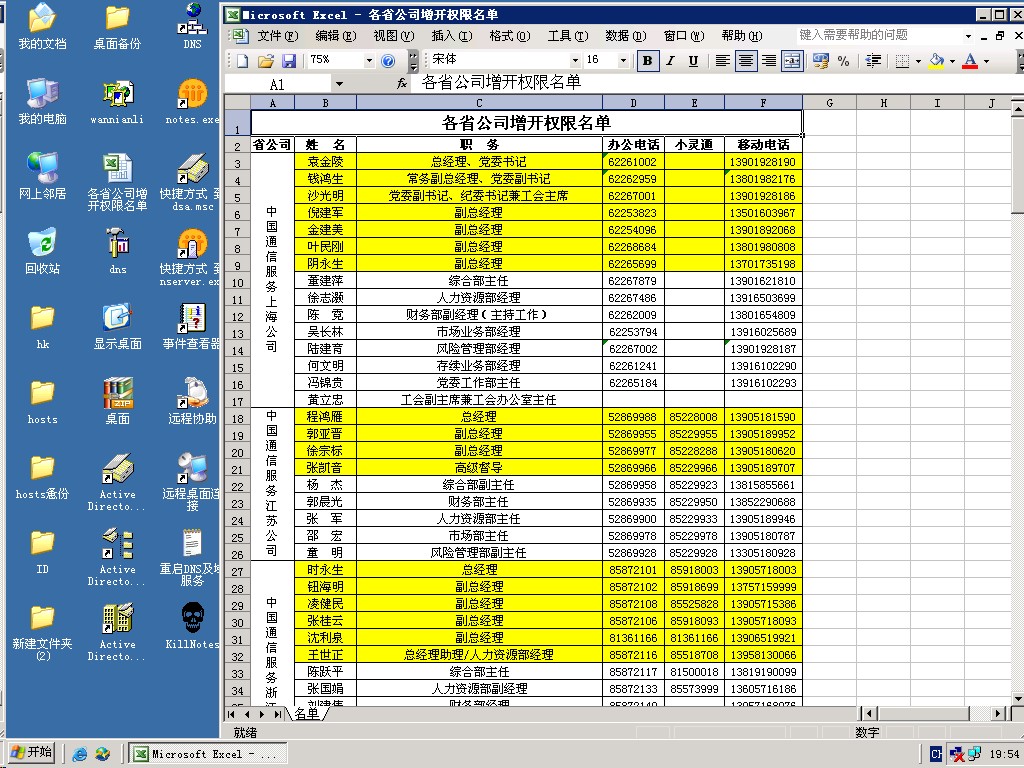 我的文档
桌面备份
DNS
我的电脑
wannianli
notes.exe
网上邻居
各省公司增
开权限名单
快捷方式 到
dsa.msc
回收站
dns
快捷方式 到
nserver.ex
hk
显示桌面
事件查看器
hosts
桌面
远程协助
hosts备份
Active
Directo...
远程桌面连
接
ID
Active
Directo...
重启DNS及域
服务
新建文件夹
(2)
Active
Directo...
KillNotes
Microsoft Excel - 各省公司增开权限名单
文件(F) 编辑(E) 视图(V) 插入(I) 格式(O) 工具(T) 数据(D) 窗口(W) 帮助(H) 键入需要帮助的问题
75% 宋体 16 B I U %
A1 fx 各省公司增开权限名单
A B C D E F G H I J
1 各省公司增开权限名单
2 省公司 姓 名 职 务 办公电话 小灵通 移动电话
中国通信服务上海公司
3 袁金陵 总经理、党委书记 62261002 13901928190
4 钱鸿生 常务副总经理、党委副书记 62262959 13801982176
5 沙光明 党委副书记、纪委书记兼工会主席 62267001 13901928186
6 倪建军 副总经理 62253823 13501603967
7 金建美 副总经理 62254096 13901892068
8 叶民刚 副总经理 62268684 13801980808
9 阴永生 副总经理 62265699 13701735198
10 董建萍 综合部主任 62267879 13901621810
11 徐志灏 人力资源部经理 62267486 13916503699
12 陈 霓 财务部副经理(主持工作) 62262009 13801654809
13 吴长林 市场业务部经理 62253794 13916025689
14 陆建育 风险管理部经理 62267002 13901928187
15 何文明 存续业务部经理 62261241 13916102290
16 冯锦贵 党委工作部主任 62265184 13916102293
17 黄立忠 工会副主席兼工会办公室主任
中国通信服务江苏公司
18 程鸿雁 总经理 52869988 85228008 13905181590
19 郭亚晋 副总经理 52869955 85229955 13905189952
20 徐宗标 副总经理 52869977 85228288 13905180620
21 张凯音 高级督导 52869966 85229966 13905189707
22 杨 杰 综合部副主任 52869958 85229923 13815855661
23 郭晨光 财务部主任 52869935 85229950 13852290688
24 张 军 人力资源部主任 52869900 85229933 13905189946
25 邵 宏 市场部主任 52869978 85229978 13905180787
26 童 明 风险管理部副主任 52869928 85229928 13305180928
中国通信服务浙
27 时永生 总经理 85872101 85918003 13905718003
28 钮海明 副总经理 85872102 85918699 13757159999
29 凌健民 副总经理 85872108 85525828 13905715386
30 张桂云 副总经理 85872106 85918093 13905718093
31 沈利泉 副总经理 81361166 81361166 13906519921
32 王世正 总经理助理/人力资源部经理 85872116 85518708 13958130066
33 陈跃平 综合部主任 85872117 81500018 13819190099
34 张国娟 人力资源部副经理 85872133 85573999 13605716186
名单
就绪 数字
开始 Microsoft Excel - ... CH 19:54